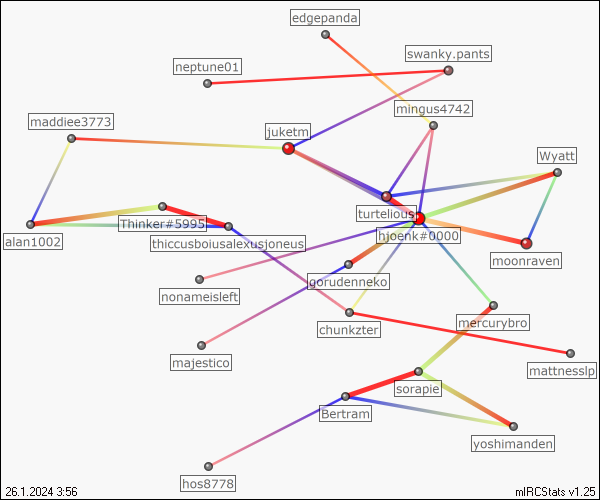 edgepanda
swanky.pants
neptune01
mingus4742
maddiee3773
juketm
Wyatt
turtelious
Thinker#5995
hjoenk#0000
alan1002
thiccusboiusalexusjoneus
moonraven
gorudenneko
nonameisleft
chunkzter
mercurybro
majestico
mattnesslp
sorapie
Bertram
yoshimanden
hos8778
26.1.2024 3:56
mIRCStats v1.25